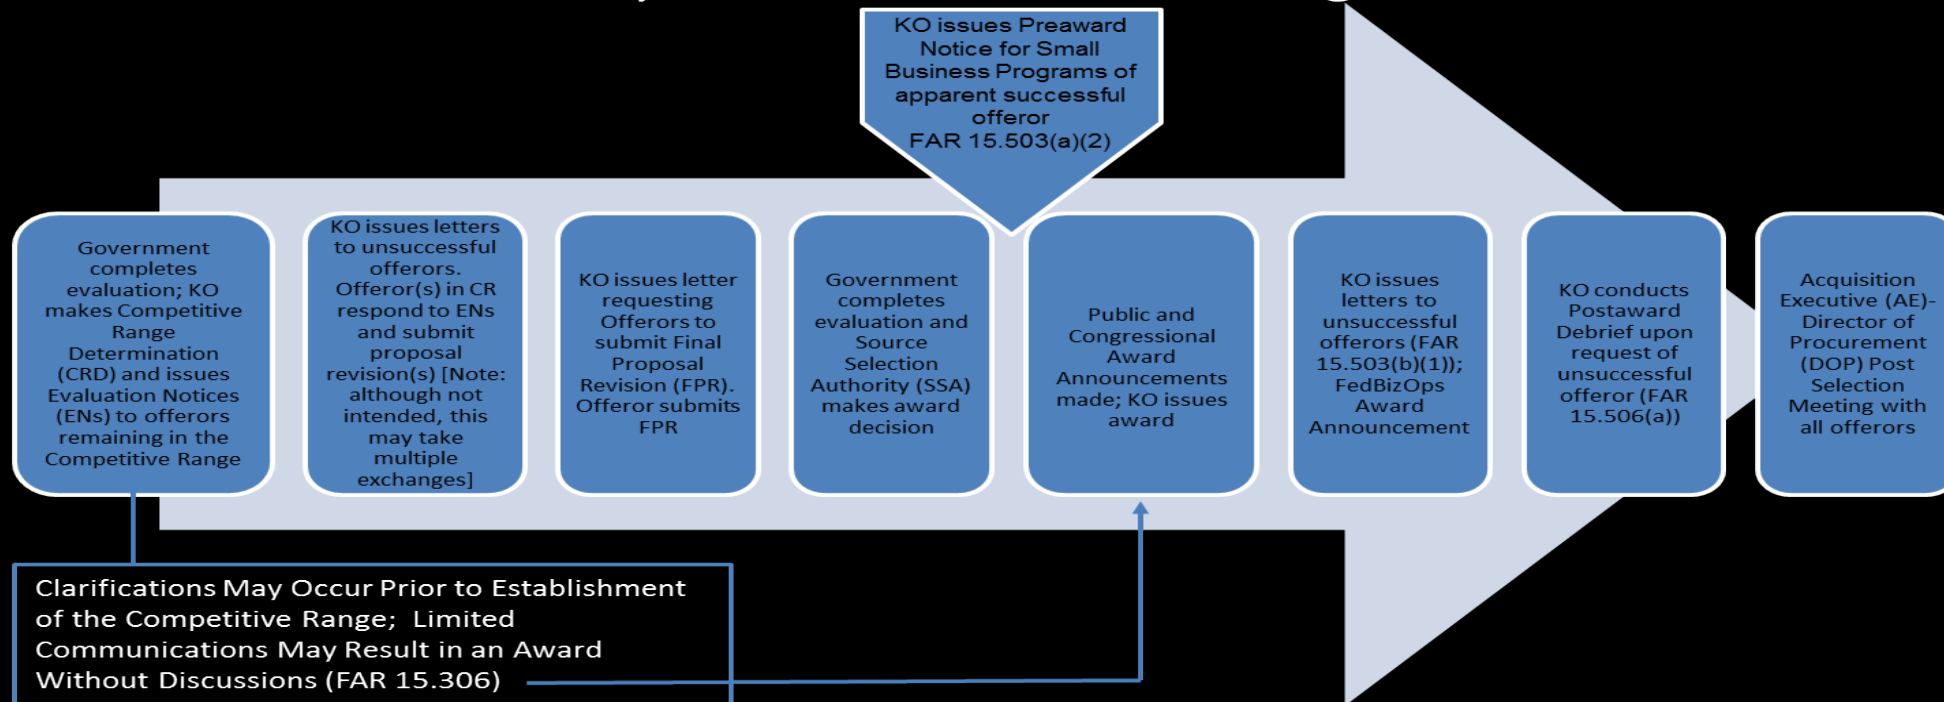 KO issues Preaward
Notice for Small
Business Programs of
apparent successful
offeror
FAR 15.503(a)(2)
Government
completes
evaluation; KO
makes Competitive
Range
Determination
(CRD) and issues
Evaluation Notices
(ENs) to offerors
remaining in the
Competitive Range
KO issues letters
to unsuccessful
offerors.
Offeror(s) in CR
respond to ENs
and submit
proposal
revision(s) [Note:
although not
intended, this
may take
multiple
exchanges]
KO issues letter
requesting
Offerors to
submit Final
Proposal
Revision (FPR).
Offeror submits
FPR
Government
completes
evaluation and
Source
Selection
Authority (SSA)
makes award
decision
Public and
Congressional
Award
Announcements
made; KO issues
award
KO issues
letters to
unsuccessful
offerors (FAR
15.503(b)(1));
FedBizOps
Award
Announcement
KO conducts
Postaward
Debrief upon
request of
unsuccessful
offeror (FAR
15.506(a))
Acquisition
Executive (AE)-
Director of
Procurement
(DOP) Post
Selection
Meeting with
all offerors
Clarifications May Occur Prior to Establishment
of the Competitive Range; Limited
Communications May Result in an Award
Without Discussions (FAR 15.306)